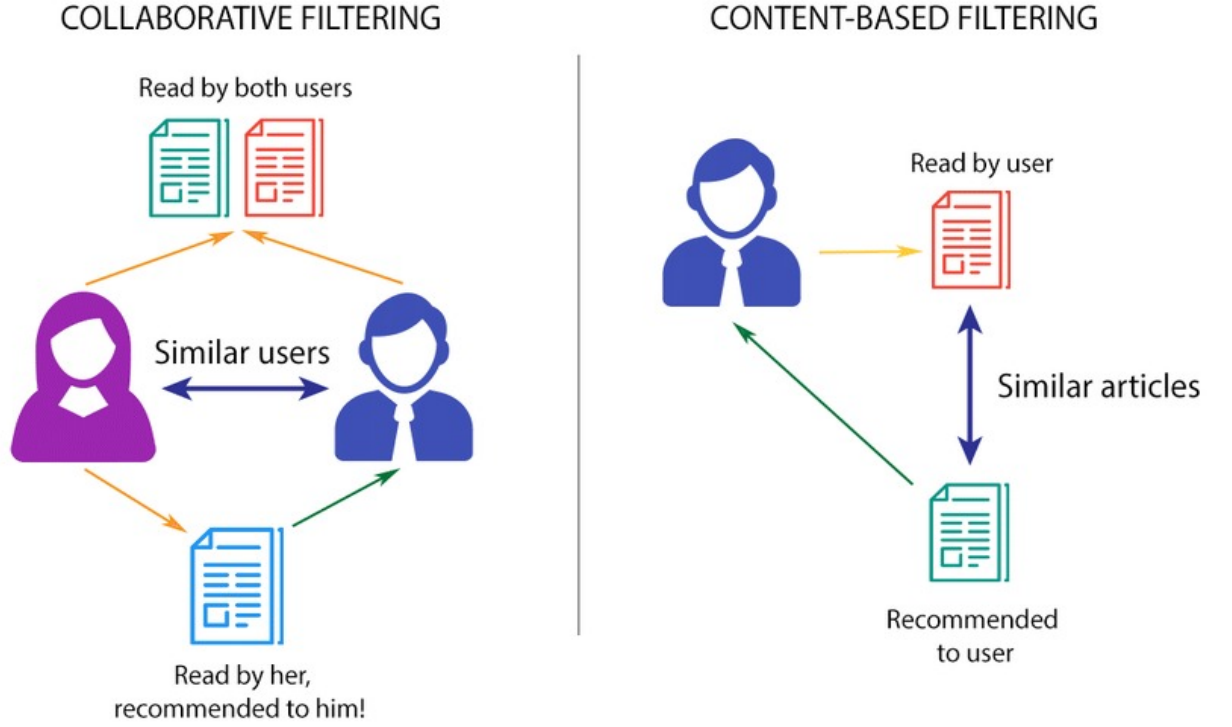 COLLABORATIVE FILTERING
Read by both users
Similar users
Read by her,
recommended to him!
CONTENT-BASED FILTERING
Read by user
Similar articles
Recommended
to user